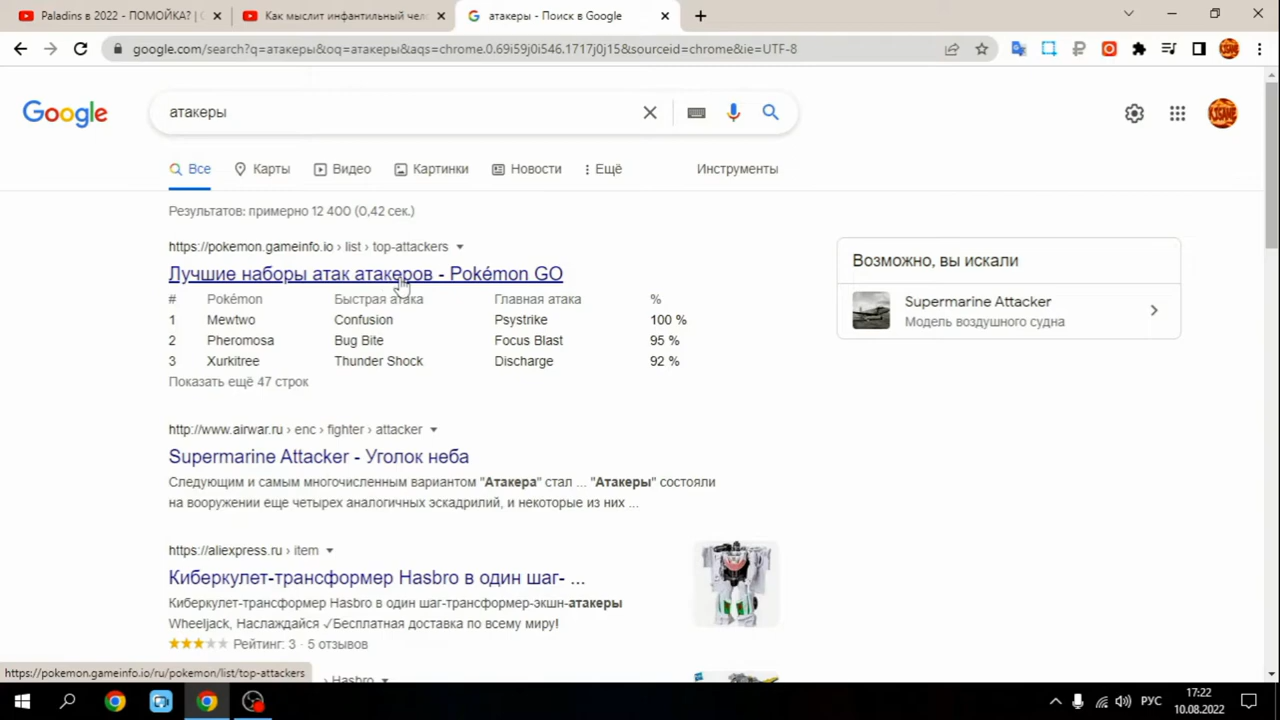 Paladins в 2022 - ПОМОЙКА? | C
Как мыслит инфантильный чел
атакеры - Поиск в Google
google.com/search?q=атакеры&oq=атакеры&aqs=chrome.0.69i59j0i546.1717j0j15&sourceid=chrome&ie=UTF-8
Google
атакеры
Все
Карты
Видео
Картинки
Новости
Ещё
Инструменты
Результатов: примерно 12 400 (0,42 сек.)
https://pokemon.gameinfo.io › list › top-attackers
Лучшие наборы атак атакеров - Pokémon GO
# Pokémon Быстрая атака Главная атака %
1 Mewtwo Confusion Psystrike 100 %
2 Pheromosa Bug Bite Focus Blast 95 %
3 Xurkitree Thunder Shock Discharge 92 %
Показать ещё 47 строк
Возможно, вы искали
Supermarine Attacker
Модель воздушного судна
http://www.airwar.ru › enc › fighter › attacker
Supermarine Attacker - Уголок неба
Следующим и самым многочисленным вариантом "Атакера" стал ... "Атакеры" состояли
на вооружении еще четырех аналогичных эскадрилий, и некоторые из них ...
https://aliexpress.ru › item
Киберкулет-трансформер Hasbro в один шаг- ...
Киберкулет-трансформер Hasbro в один шаг-трансформер-экшн-атакеры
Wheeljack, Наслаждайся ✓Бесплатная доставка по всему миру!
Рейтинг: 3 · 5 отзывов
› Hasbro
https://pokemon.gameinfo.io/ru/pokemon/list/top-attackers
РУС
17:22
10.08.2022